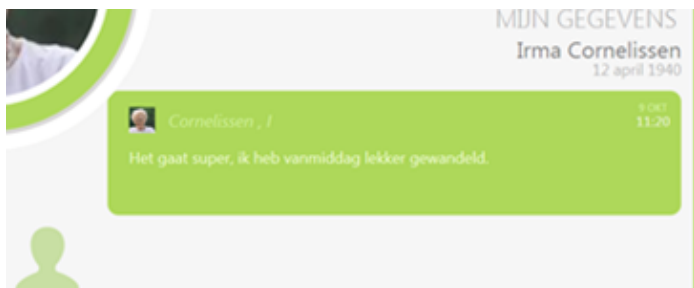 MIJN GEGEVENS
Irma Cornelissen
12 april 1940
Cornelissen , I
9 OKT
11:20
Het gaat super, ik heb vanmiddag lekker gewandeld.